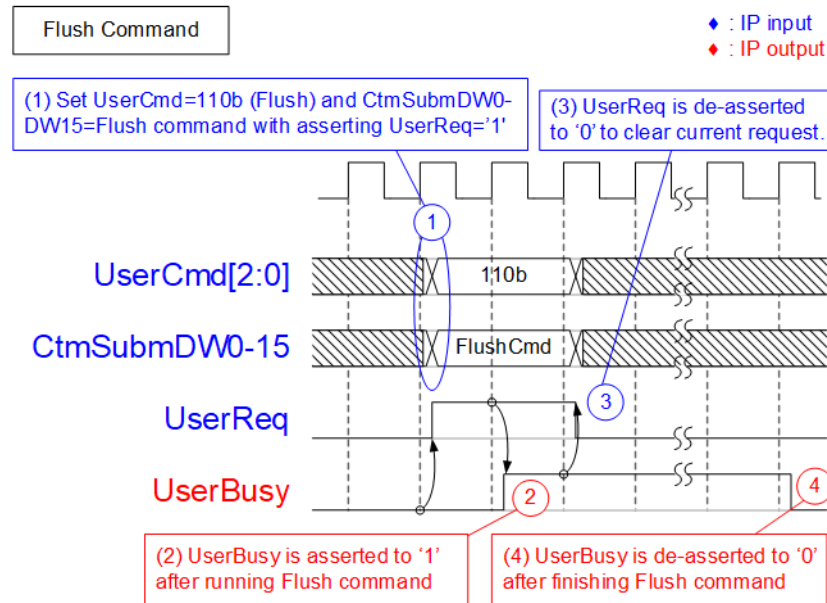 Flush Command
♦ : IP input
♦ : IP output
(1) Set UserCmd=110b (Flush) and CtmSubmDW0-
DW15=Flush command with asserting UserReq='1'
(3) UserReq is de-asserted
to ‘0’ to clear current request.
1
UserCmd[2:0]
110b
CtmSubmDW0-15
FlushCmd
UserReq
3
UserBusy
2
4
(2) UserBusy is asserted to ‘1’
after running Flush command
(4) UserBusy is de-asserted to ‘0’
after finishing Flush command